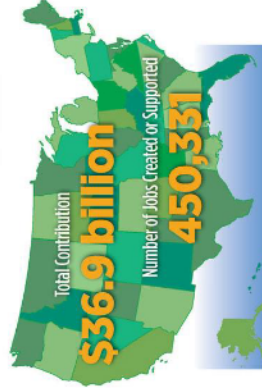 Total Contribution
$36.9 billion
Number of Jobs Created or Supported
450,331